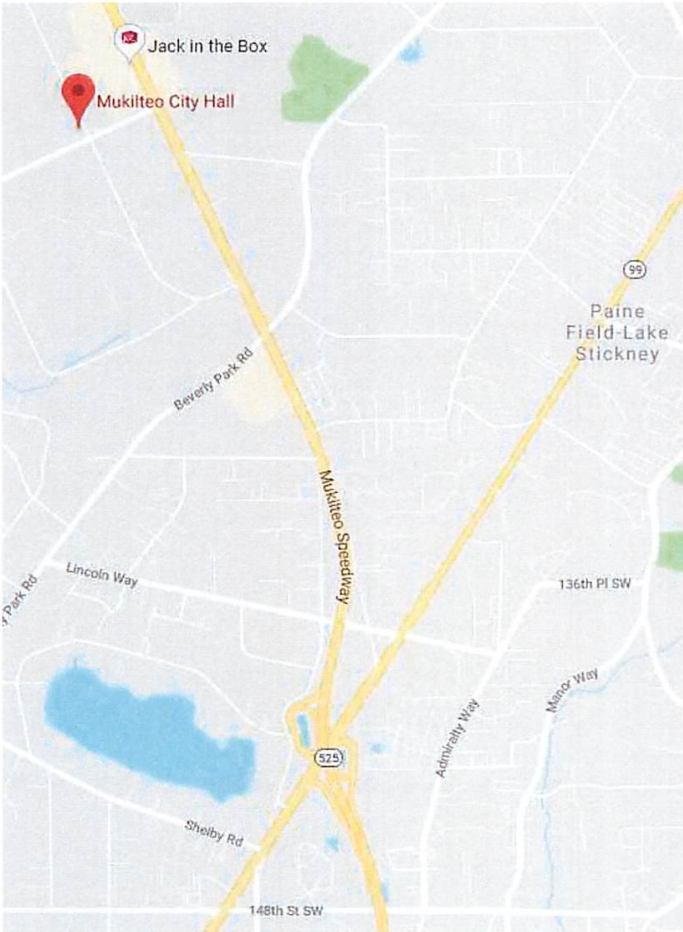 Jack in the Box
Mukilteo City Hall
99
Paine
Field-Lake
Stickney
Beverly Park Rd
Mukilteo Speedway
Lincoln Way
y Park Rd
136th Pl SW
Manor Way
Admiralty Way
525
Shelby Rd
148th St SW